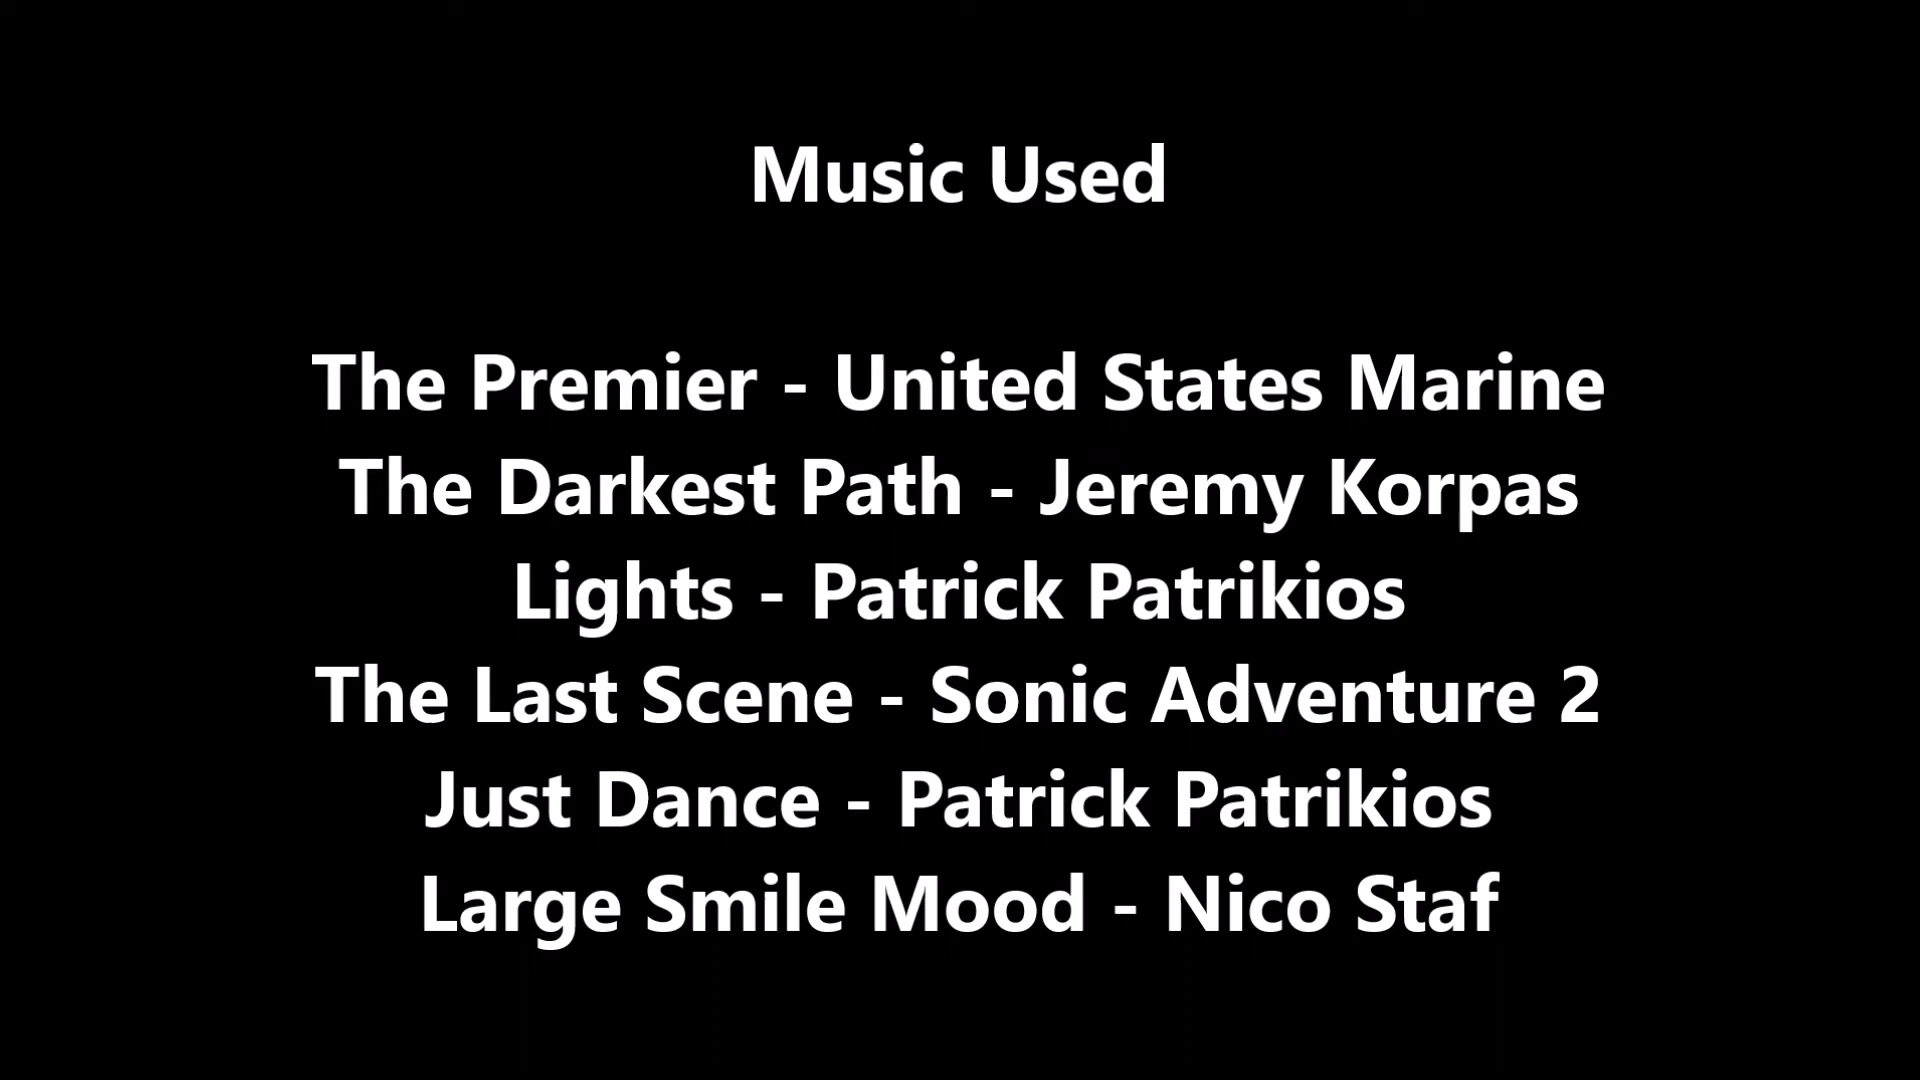 Music Used
The Premier - United States Marine
The Darkest Path - Jeremy Korpas
Lights - Patrick Patrikios
The Last Scene - Sonic Adventure 2
Just Dance - Patrick Patrikios
Large Smile Mood - Nico Staf